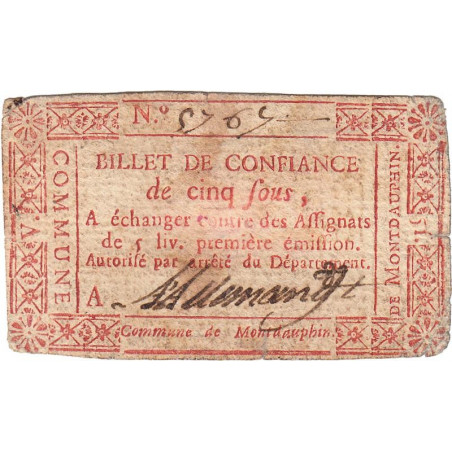 N.º 5767
BILLET DE CONFIANCE
de cinq ſous,
A échanger contre des Aſſignats
de 5 liv. première émiſſion.
Autoriſé par arrêté du Département.
A
Commune de Montdauphin.
COMMUNE
DE MONTDAUPHIN.